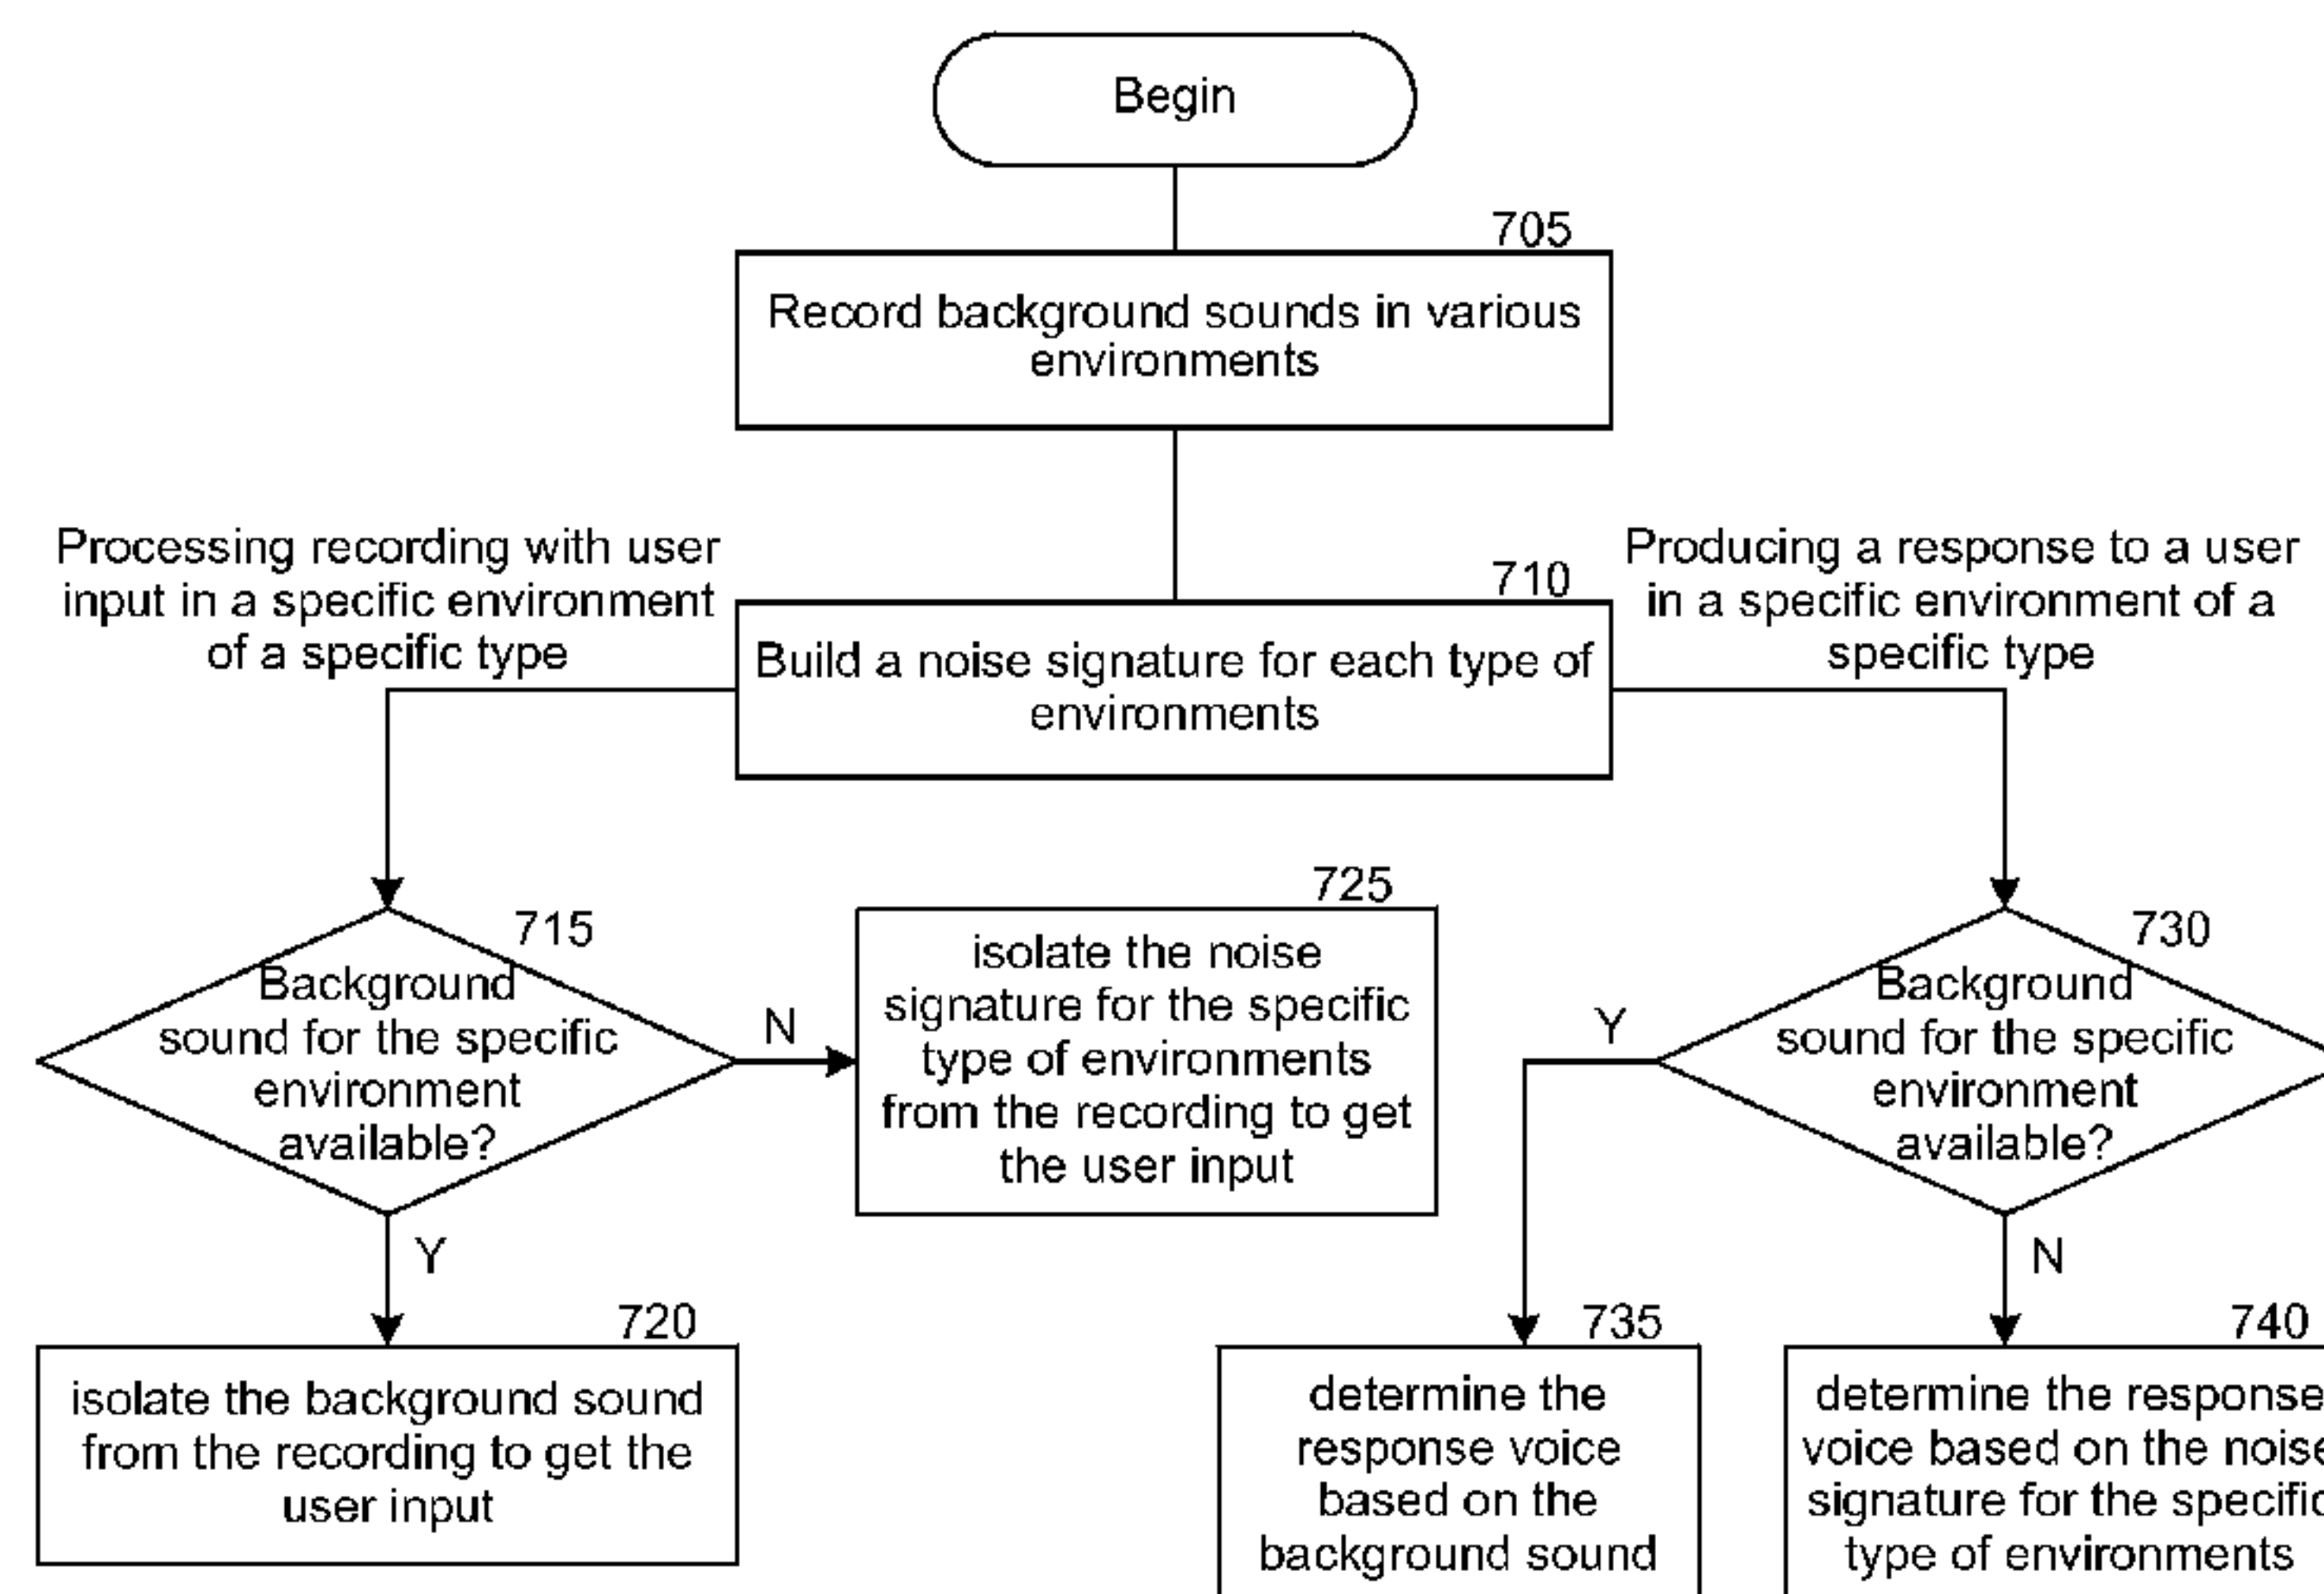 Begin
705
Record background sounds in various
environments
Processing recording with user
input in a specific environment
of a specific type
710
Build a noise signature for each type of
environments
Producing a response to a user
in a specific environment of a
specific type
715
Background
sound for the specific
environment
available?
N
Y
725
isolate the noise
signature for the specific
type of environments
from the recording to get
the user input
720
isolate the background sound
from the recording to get the
user input
730
Background
sound for the specific
environment
available?
Y
N
735
determine the
response voice
based on the
background sound
740
determine the response
voice based on the noise
signature for the specific
type of environments